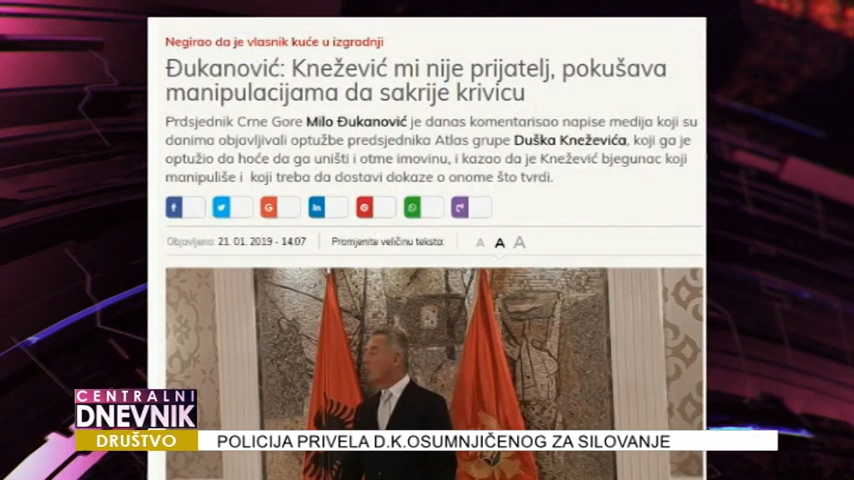 Negirao da je vlasnik kuće u izgradnji
Đukanović: Knežević mi nije prijatelj, pokušava
manipulacijama da sakrije krivicu
Prdsjednik Crne Gore Milo Đukanović je danas komentarisao napise medija koji su
danima objavljivali optužbe predsjednika Atlas grupe Duška Kneževića, koji ga je
optužio da hoće da ga uništi i otme imovinu, i kazao da je Knežević bjegunac koji
manipuliše i koji treba da dostavi dokaze o onome što tvrdi.
Objavljeno: 21. 01. 2019 - 14:07 Promjenite veličinu teksta: A A A
CENTRALNI
DNEVNIK
DRUŠTVO
POLICIJA PRIVELA D.K.OSUMNJIČENOG ZA SILOVANJE